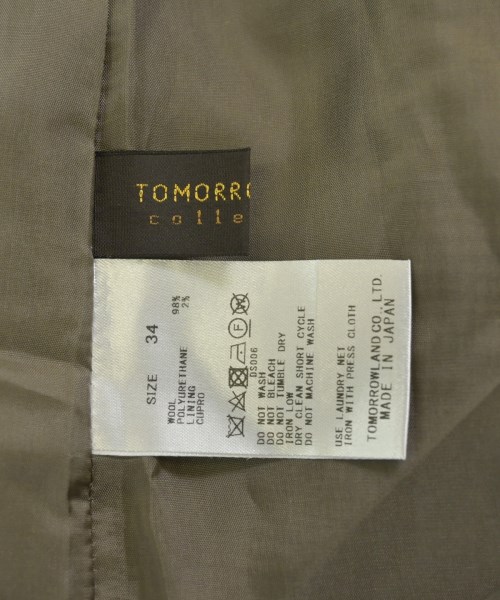 TOMORRO
colle
SIZE 34
WOOL 98%
POLYURETHANE 2%
LINING
CUPRO
BS006
DO NOT WASH
DO NOT BLEACH
DO NOT TUMBLE DRY
IRON LOW
DRY CLEAN SHORT CYCLE
DO NOT MACHINE WASH
USE LAUNDRY NET
IRON WITH PRESS CLOTH
TOMORROWLAND CO., LTD.
MADE IN JAPAN